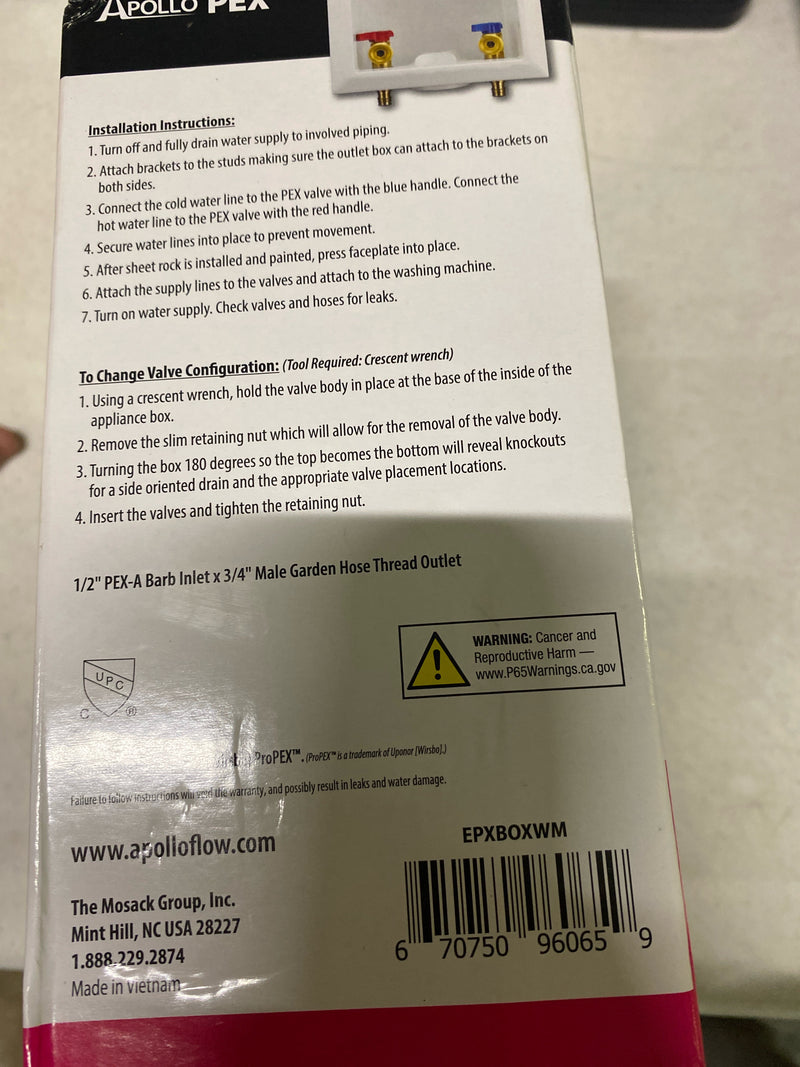 APOLLO PEX
Installation Instructions:
1. Turn off and fully drain water supply to involved piping.
2. Attach brackets to the studs making sure the outlet box can attach to the brackets on
both sides.
3. Connect the cold water line to the PEX valve with the blue handle. Connect the
hot water line to the PEX valve with the red handle.
4. Secure water lines into place to prevent movement.
5. After sheet rock is installed and painted, press faceplate into place.
6. Attach the supply lines to the valves and attach to the washing machine.
7. Turn on water supply. Check valves and hoses for leaks.
To Change Valve Configuration: (Tool Required: Crescent wrench)
1. Using a crescent wrench, hold the valve body in place at the base of the inside of the
appliance box.
2. Remove the slim retaining nut which will allow for the removal of the valve body.
3. Turning the box 180 degrees so the top becomes the bottom will reveal knockouts
for a side oriented drain and the appropriate valve placement locations.
4. Insert the valves and tighten the retaining nut.
1/2" PEX-A Barb Inlet x 3/4" Male Garden Hose Thread Outlet
WARNING: Cancer and
Reproductive Harm —
www.P65Warnings.ca.gov
UPC
C ®
ProPEX™. (ProPEX™ is a trademark of Uponor [Wirsbo].)
Failure to follow instructions will void the warranty, and possibly result in leaks and water damage.
www.apolloflow.com
The Mosack Group, Inc.
Mint Hill, NC USA 28227
1.888.229.2874
Made in Vietnam
EPXBOXWM
6 70750 96065 9